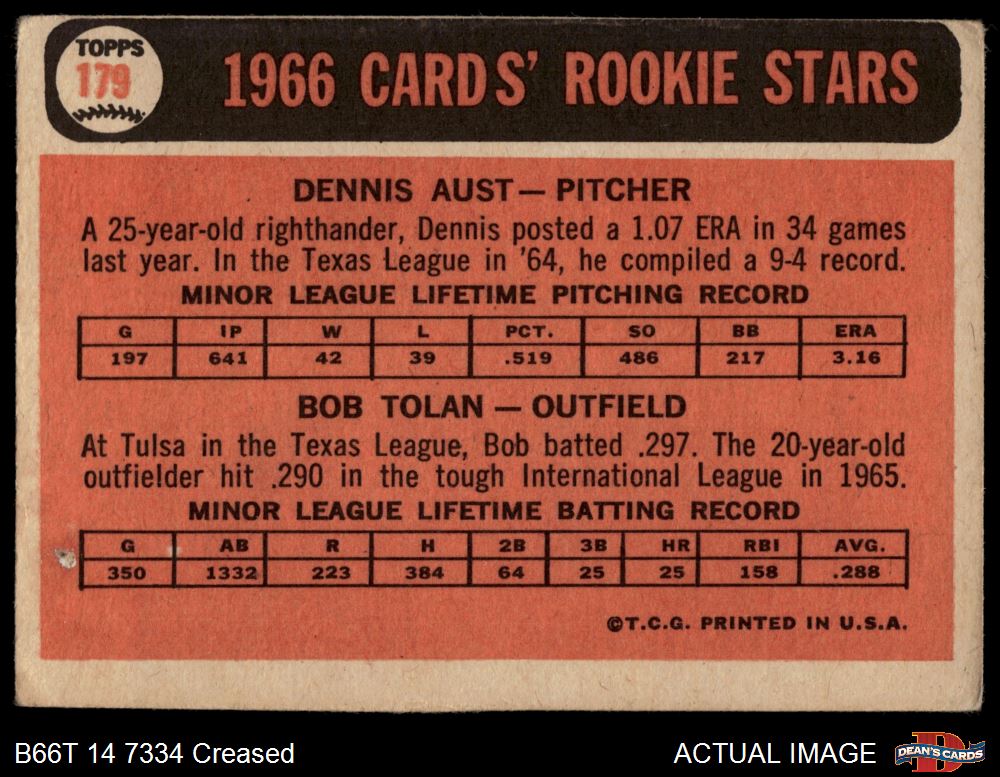 TOPPS
179
1966 CARDS' ROOKIE STARS
DENNIS AUST — PITCHER
A 25-year-old righthander, Dennis posted a 1.07 ERA in 34 games
last year. In the Texas League in '64, he compiled a 9-4 record.
MINOR LEAGUE LIFETIME PITCHING RECORD
G IP W L PCT. SO BB ERA
197 641 42 39 .519 486 217 3.16
BOB TOLAN — OUTFIELD
At Tulsa in the Texas League, Bob batted .297. The 20-year-old
outfielder hit .290 in the tough International League in 1965.
MINOR LEAGUE LIFETIME BATTING RECORD
G AB R H 2B 3B HR RBI AVG.
350 1332 223 384 64 25 25 158 .288
©T.C.G. PRINTED IN U.S.A.
B66T 14 7334 Creased
ACTUAL IMAGE
DEAN'S CARDS